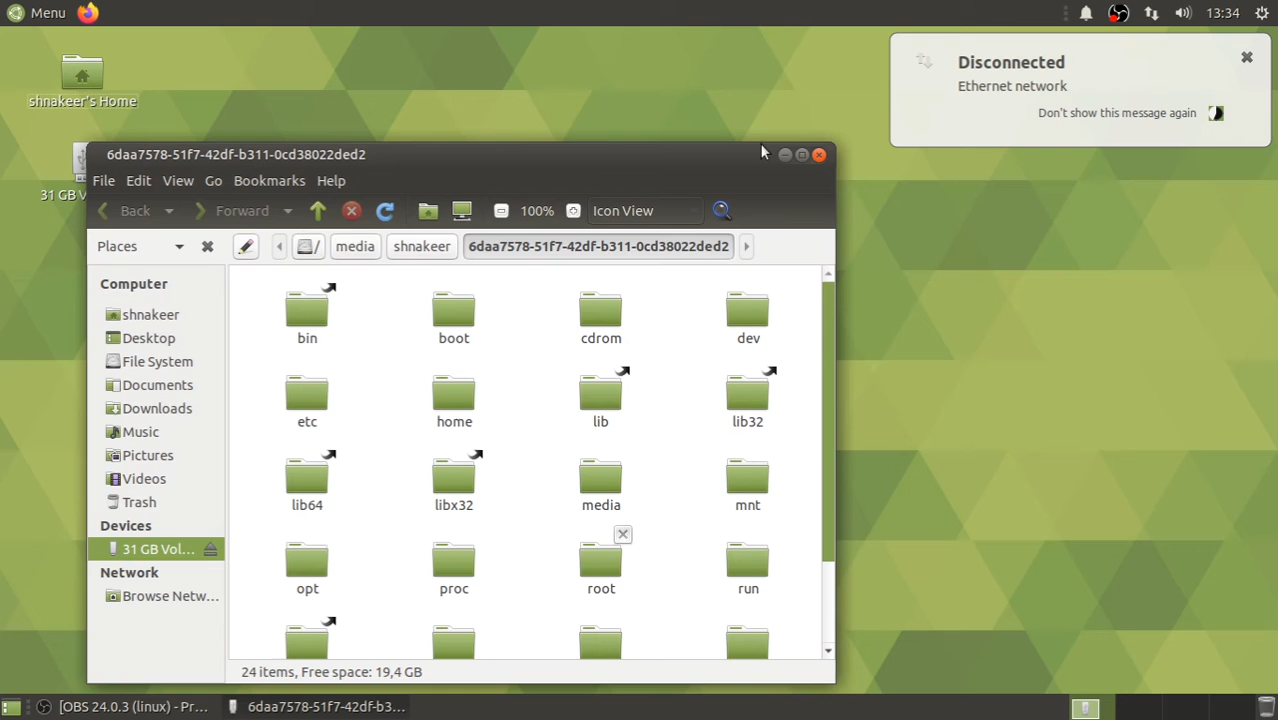 Menu
13:34
shnakeer's Home
31 GB V
Disconnected
Ethernet network
Don't show this message again
6daa7578-51f7-42df-b311-0cd38022ded2
File Edit View Go Bookmarks Help
Back Forward 100% Icon View
Places / media shnakeer 6daa7578-51f7-42df-b311-0cd38022ded2
Computer
shnakeer
Desktop
File System
Documents
Downloads
Music
Pictures
Videos
Trash
Devices
31 GB Vol...
Network
Browse Netw...
bin boot cdrom dev
etc home lib lib32
lib64 libx32 media mnt
opt proc root run
24 items, Free space: 19,4 GB
[OBS 24.0.3 (linux) - Pr...
6daa7578-51f7-42df-b3...